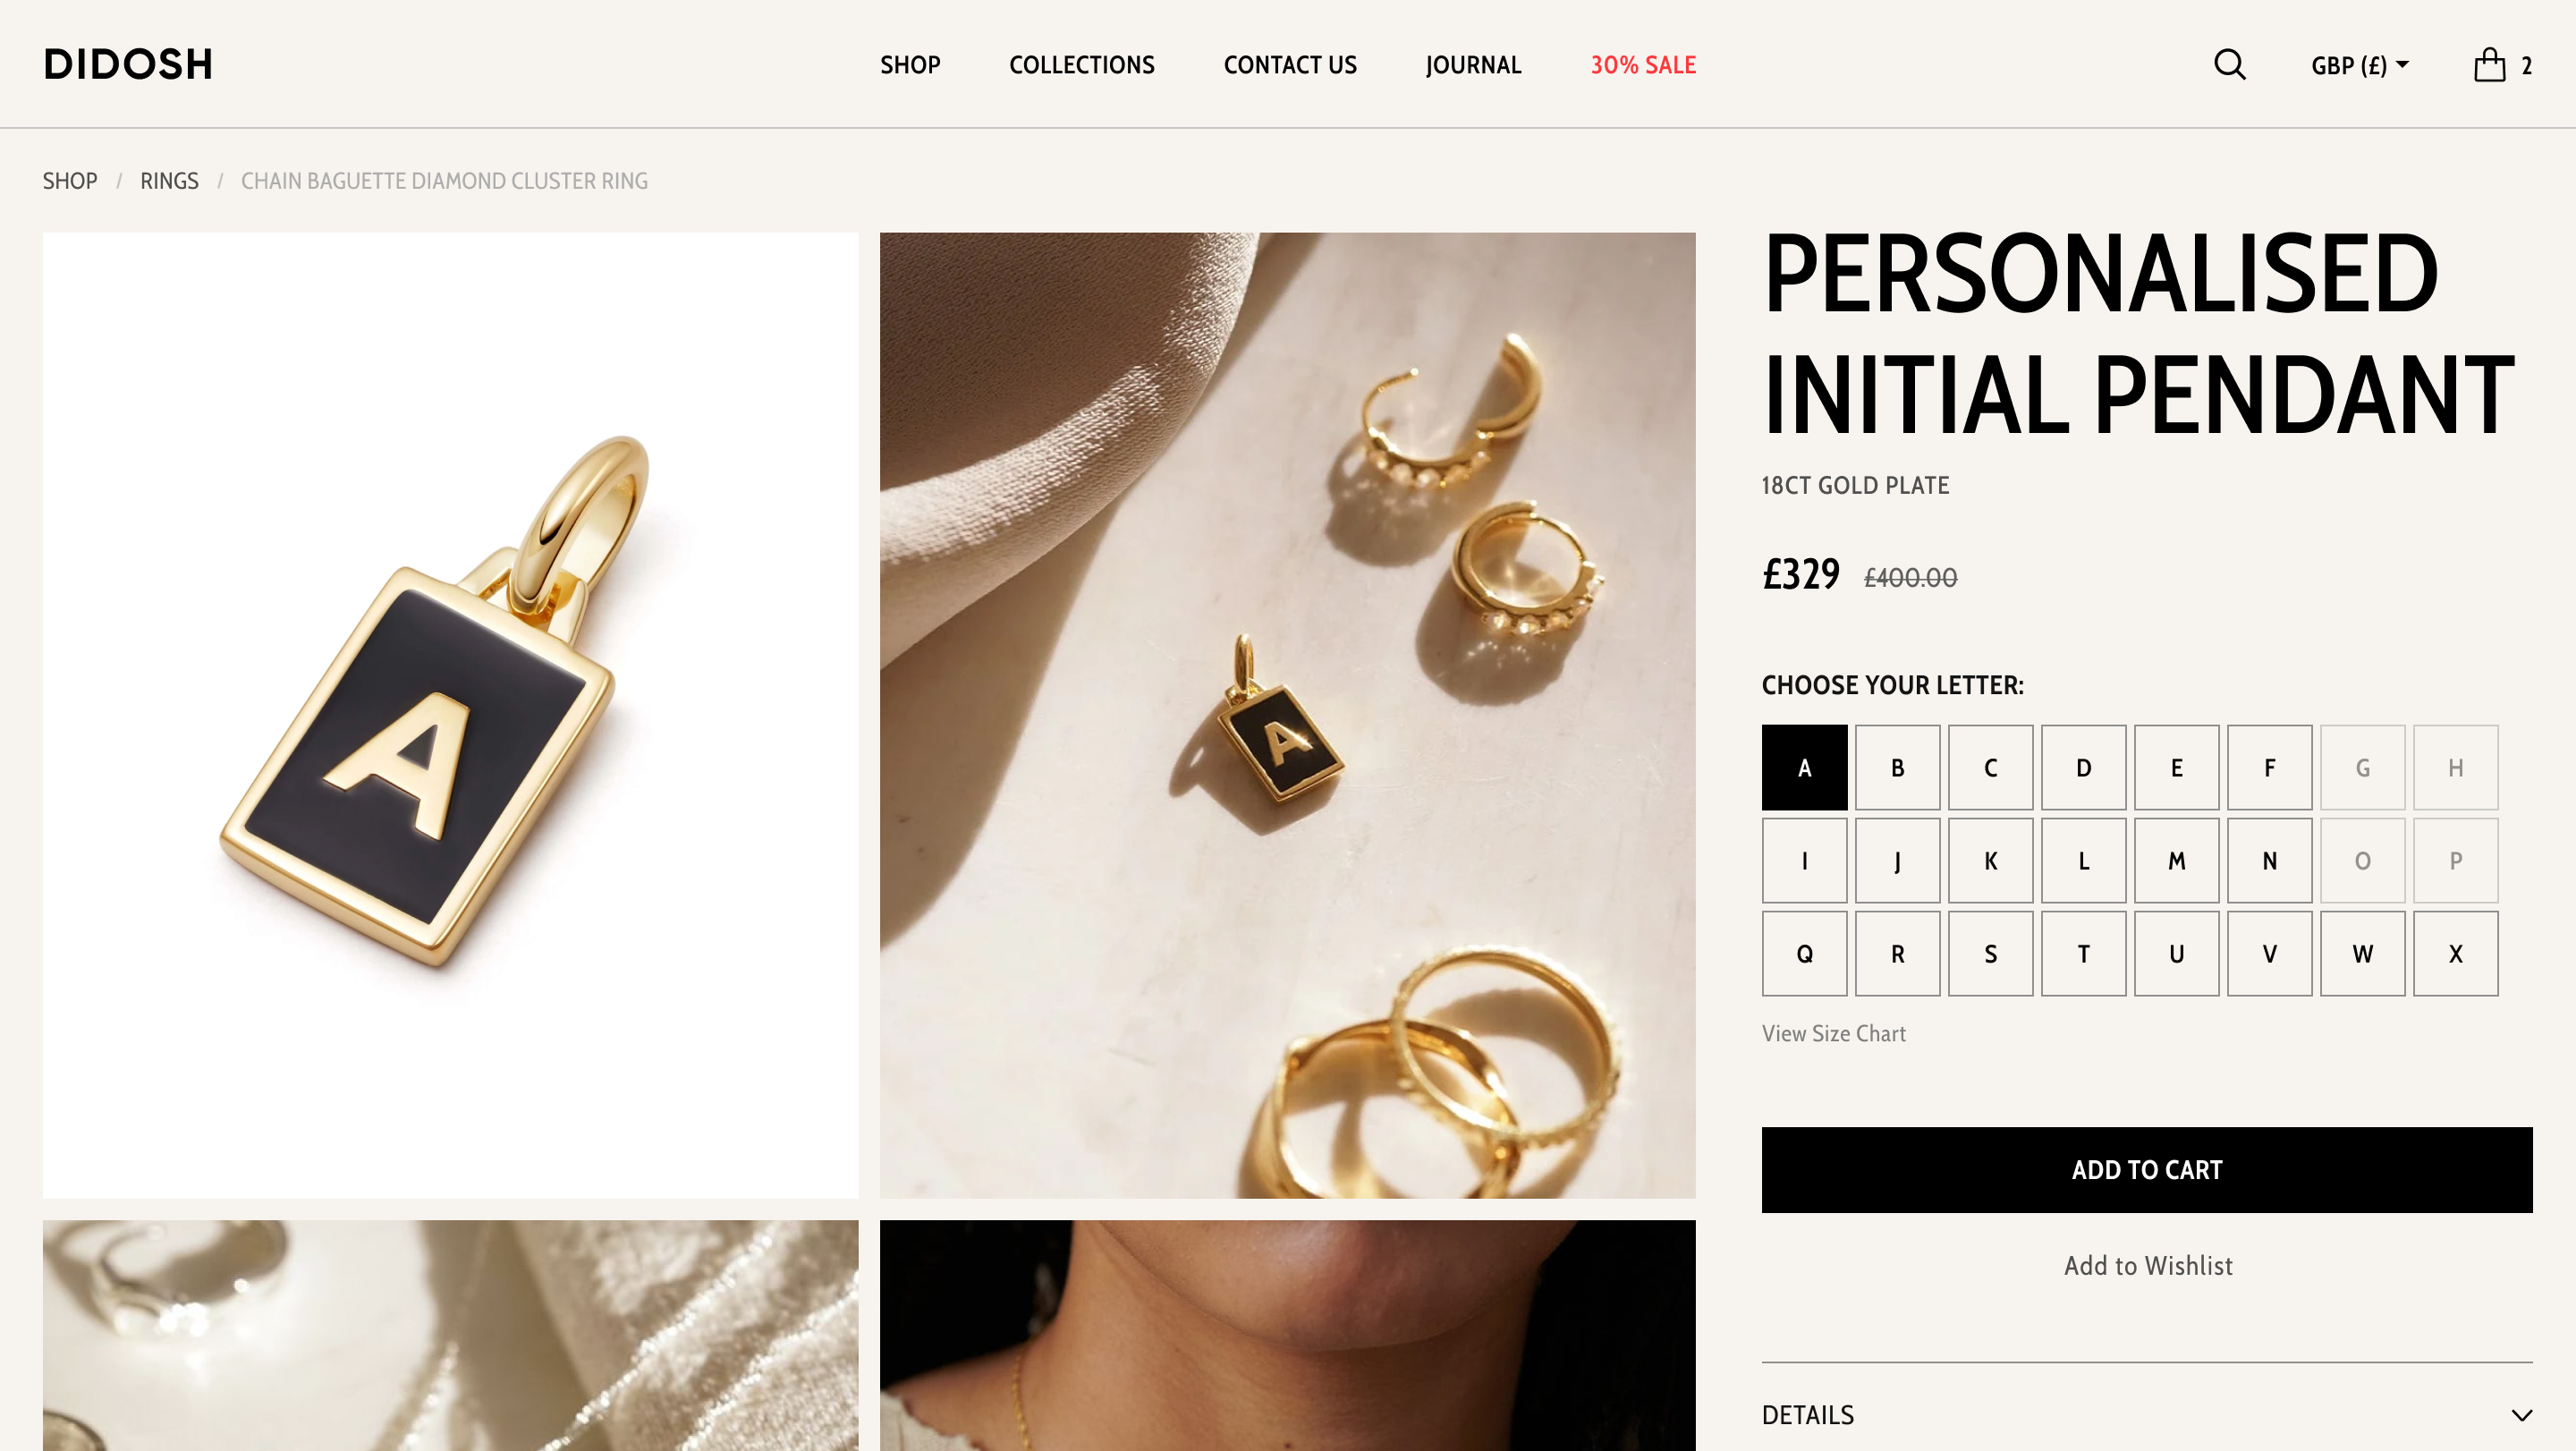 DIDOSH
SHOP COLLECTIONS CONTACT US JOURNAL 30% SALE
GBP (£) 2
SHOP / RINGS / CHAIN BAGUETTE DIAMOND CLUSTER RING
A
A
PERSONALISED
INITIAL PENDANT
18CT GOLD PLATE
£329 £400.00
CHOOSE YOUR LETTER:
A B C D E F G H
I J K L M N O P
Q R S T U V W X
View Size Chart
ADD TO CART
Add to Wishlist
DETAILS